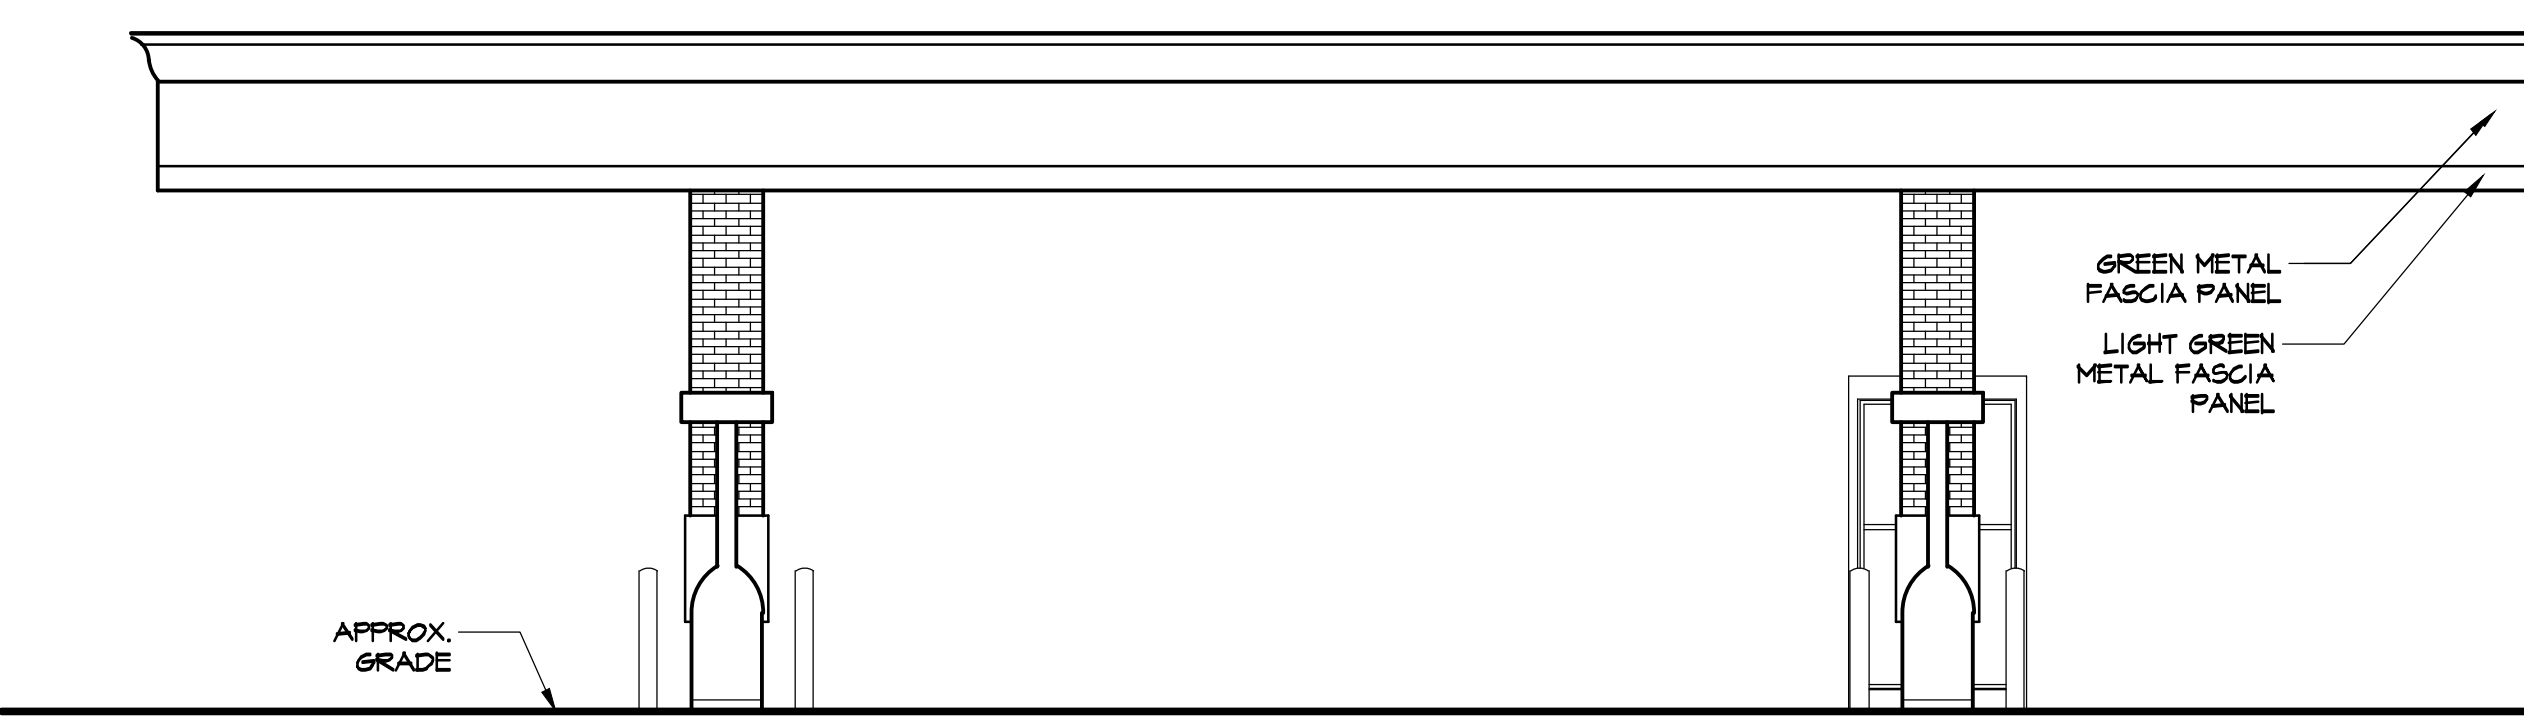 GREEN METAL
FASCIA PANEL
LIGHT GREEN
METAL FASCIA
PANEL
APPROX.
GRADE